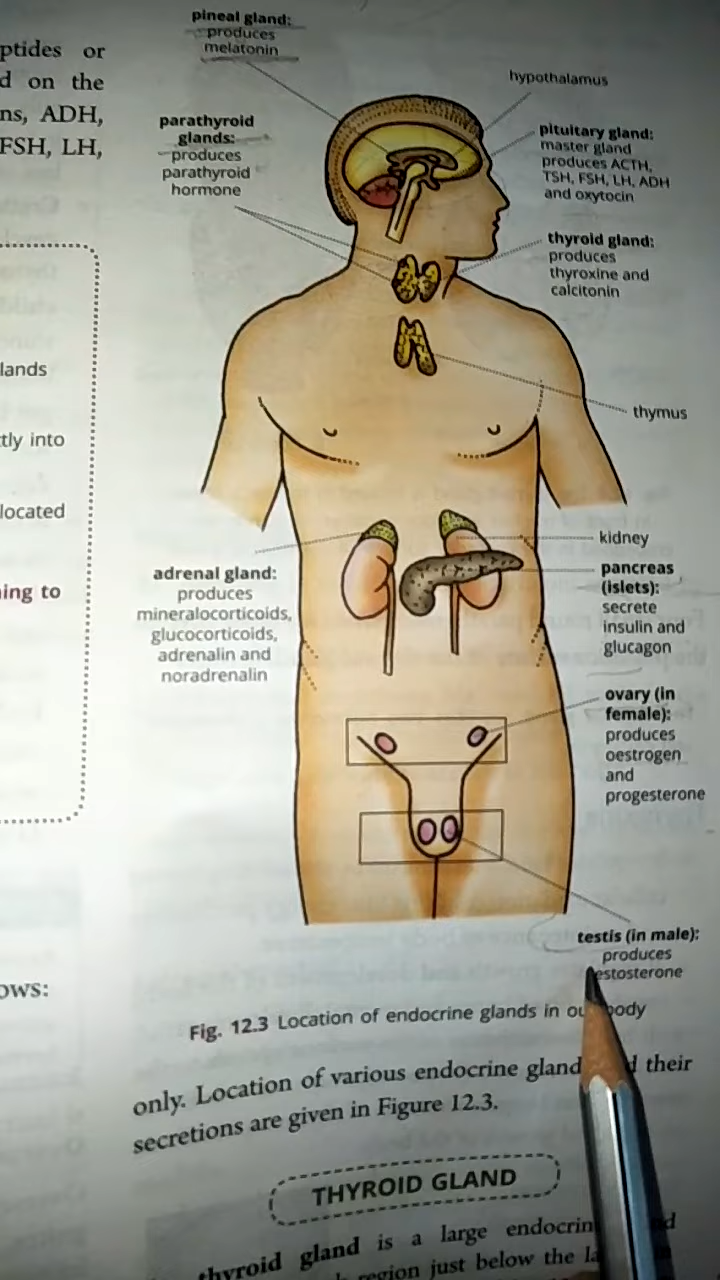 ptides or
d on the
ns, ADH,
FSH, LH,
lands
tly into
located
ing to
ows:
pineal gland:
produces
melatonin
hypothalamus
parathyroid
glands:
produces
parathyroid
hormone
pituitary gland:
master gland
produces ACTH,
TSH, FSH, LH, ADH
and oxytocin
thyroid gland:
produces
thyroxine and
calcitonin
thymus
kidney
adrenal gland:
produces
mineralocorticoids,
glucocorticoids,
adrenalin and
noradrenalin
pancreas
(islets):
secrete
insulin and
glucagon
ovary (in
female):
produces
oestrogen
and
progesterone
testis (in male):
produces
estosterone
Fig. 12.3 Location of endocrine glands in ou body
only. Location of various endocrine gland d their
secretions are given in Figure 12.3.
THYROID GLAND
thyroid gland is a large endocrin d
region just below the la